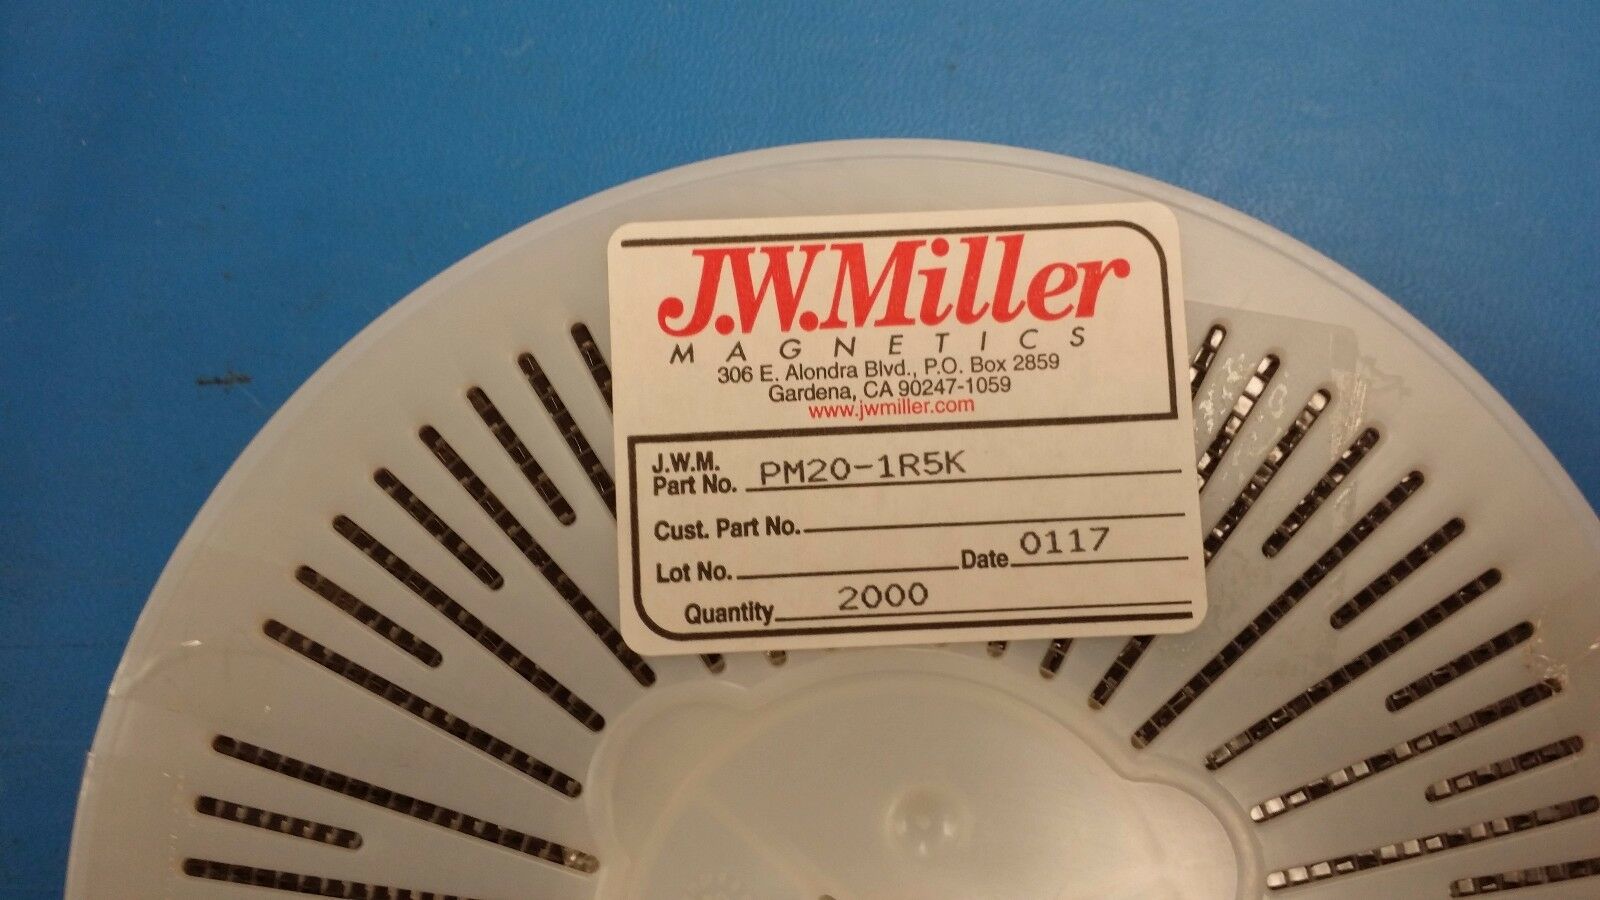 J.W.Miller
MAGNETICS
306 E. Alondra Blvd., P.O. Box 2859
Gardena, CA 90247-1059
www.jwmiller.com
J.W.M.
Part No. PM20-1R5K
Cust. Part No.
Lot No. Date 0117
Quantity 2000